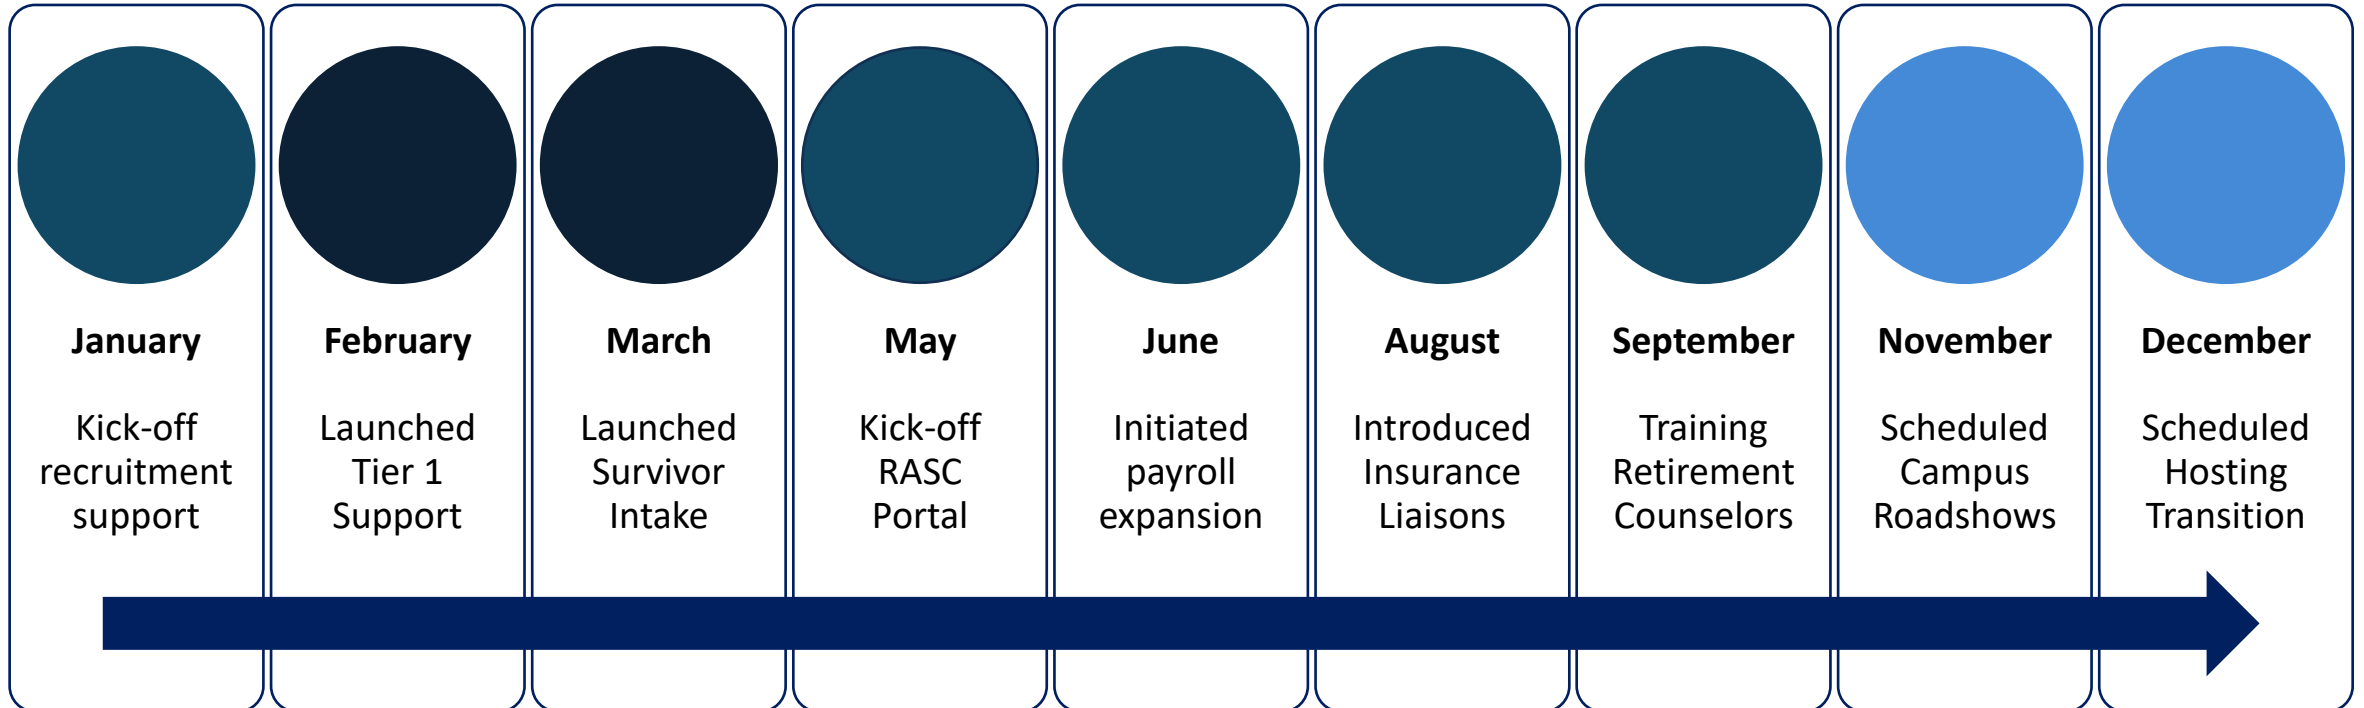 January
Kick-off
recruitment
support
February
Launched
Tier 1
Support
March
Launched
Survivor
Intake
May
Kick-off
RASC
Portal
June
Initiated
payroll
expansion
August
Introduced
Insurance
Liaisons
September
Training
Retirement
Counselors
November
Scheduled
Campus
Roadshows
December
Scheduled
Hosting
Transition